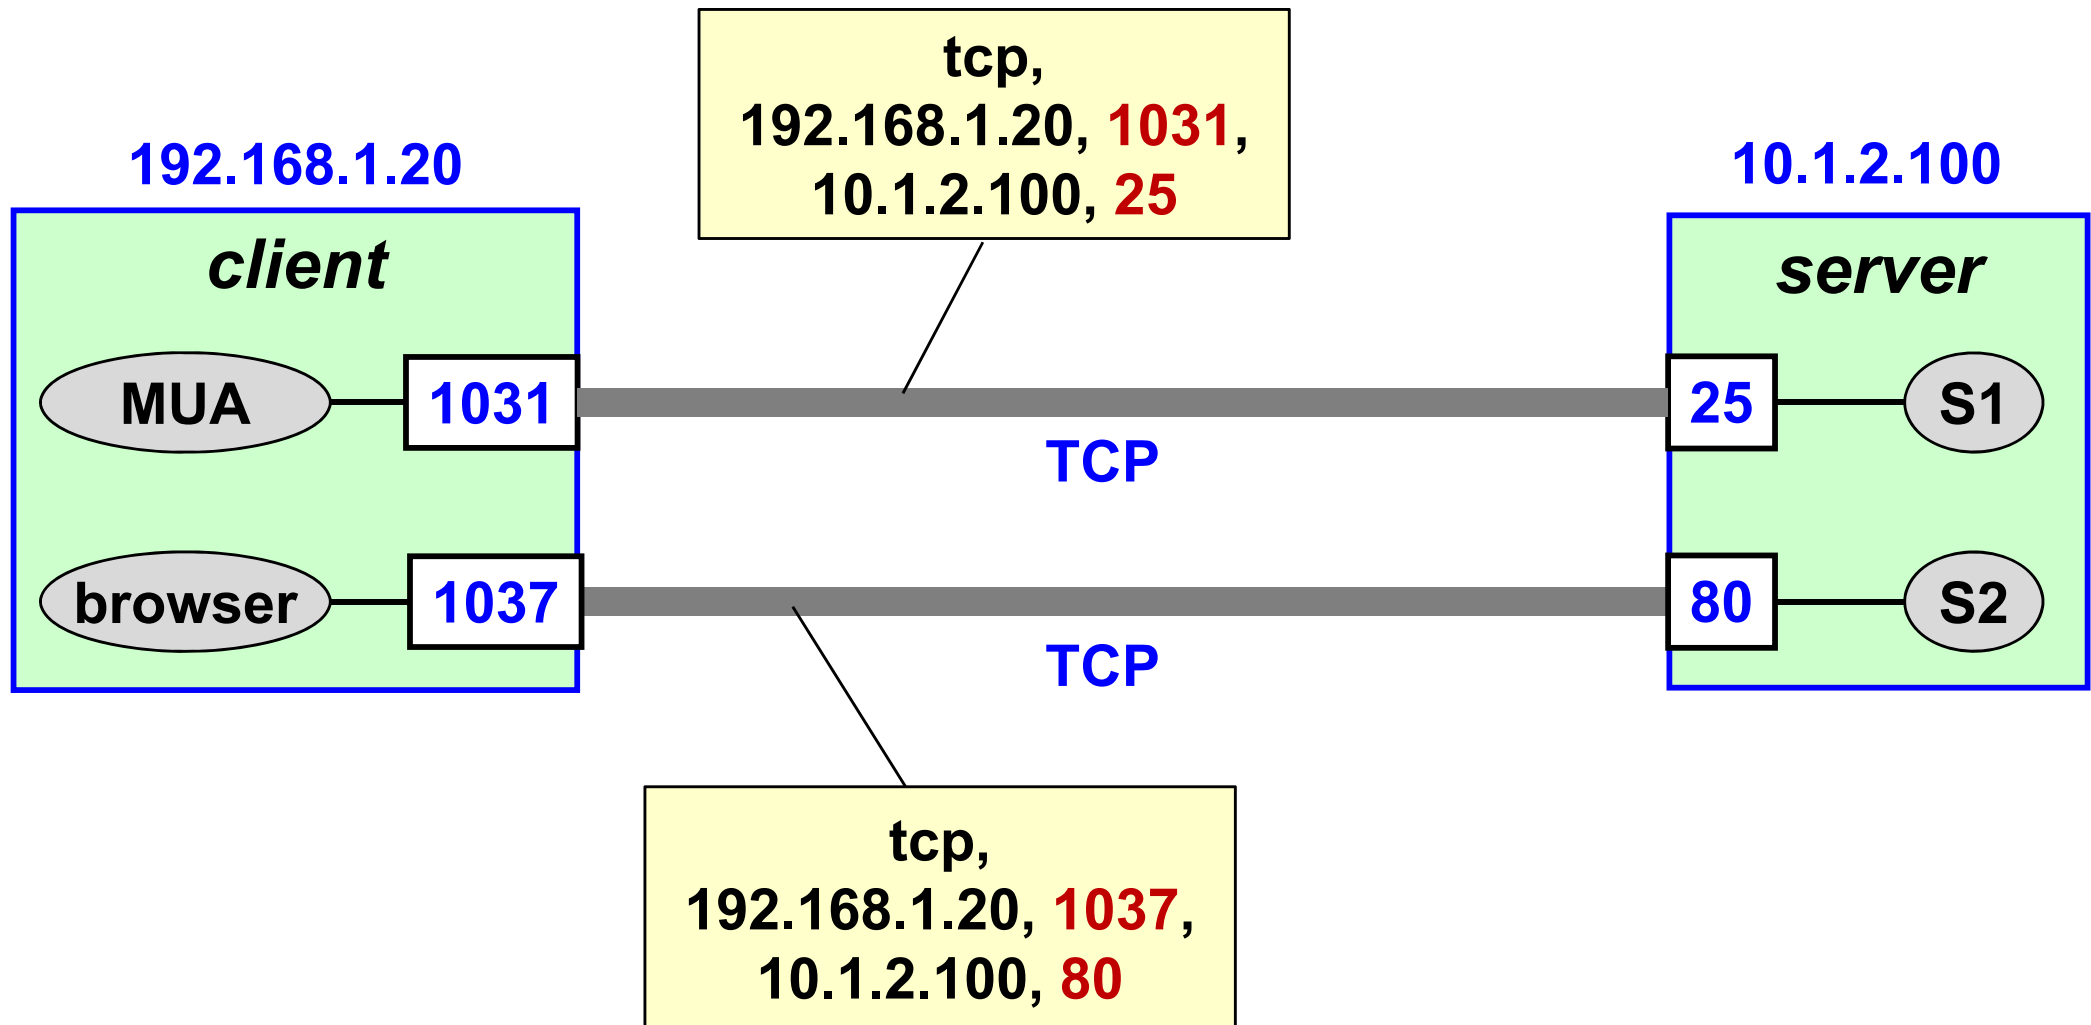 tcp,
192.168.1.20, 1031,
10.1.2.100, 25
192.168.1.20
10.1.2.100
client
server
MUA
1031
25
S1
TCP
browser
1037
80
S2
TCP
tcp,
192.168.1.20, 1037,
10.1.2.100, 80